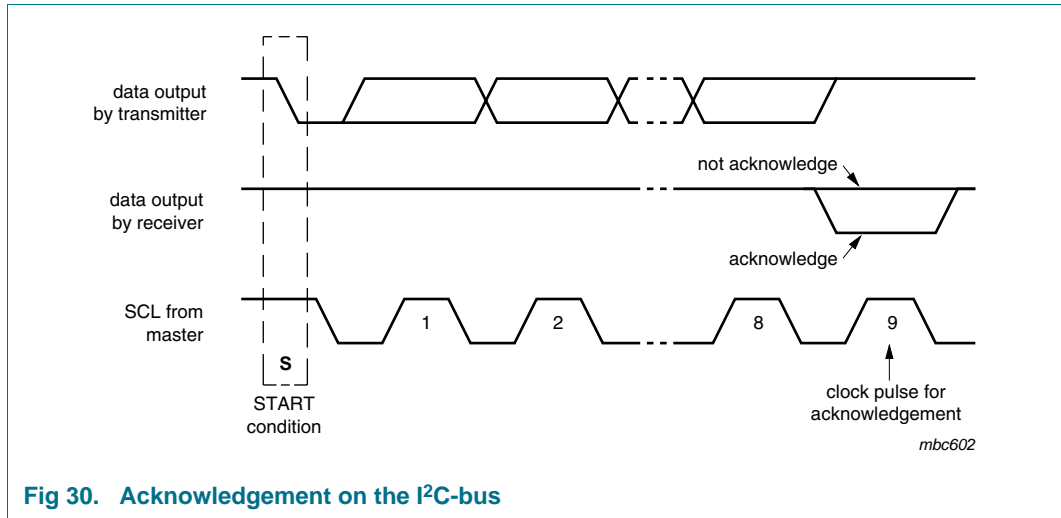 data output
by transmitter
not acknowledge
data output
by receiver
acknowledge
SCL from
master
1
2
8
9
S
START
condition
clock pulse for
acknowledgement
mbc602
Fig 30. Acknowledgement on the I²C-bus